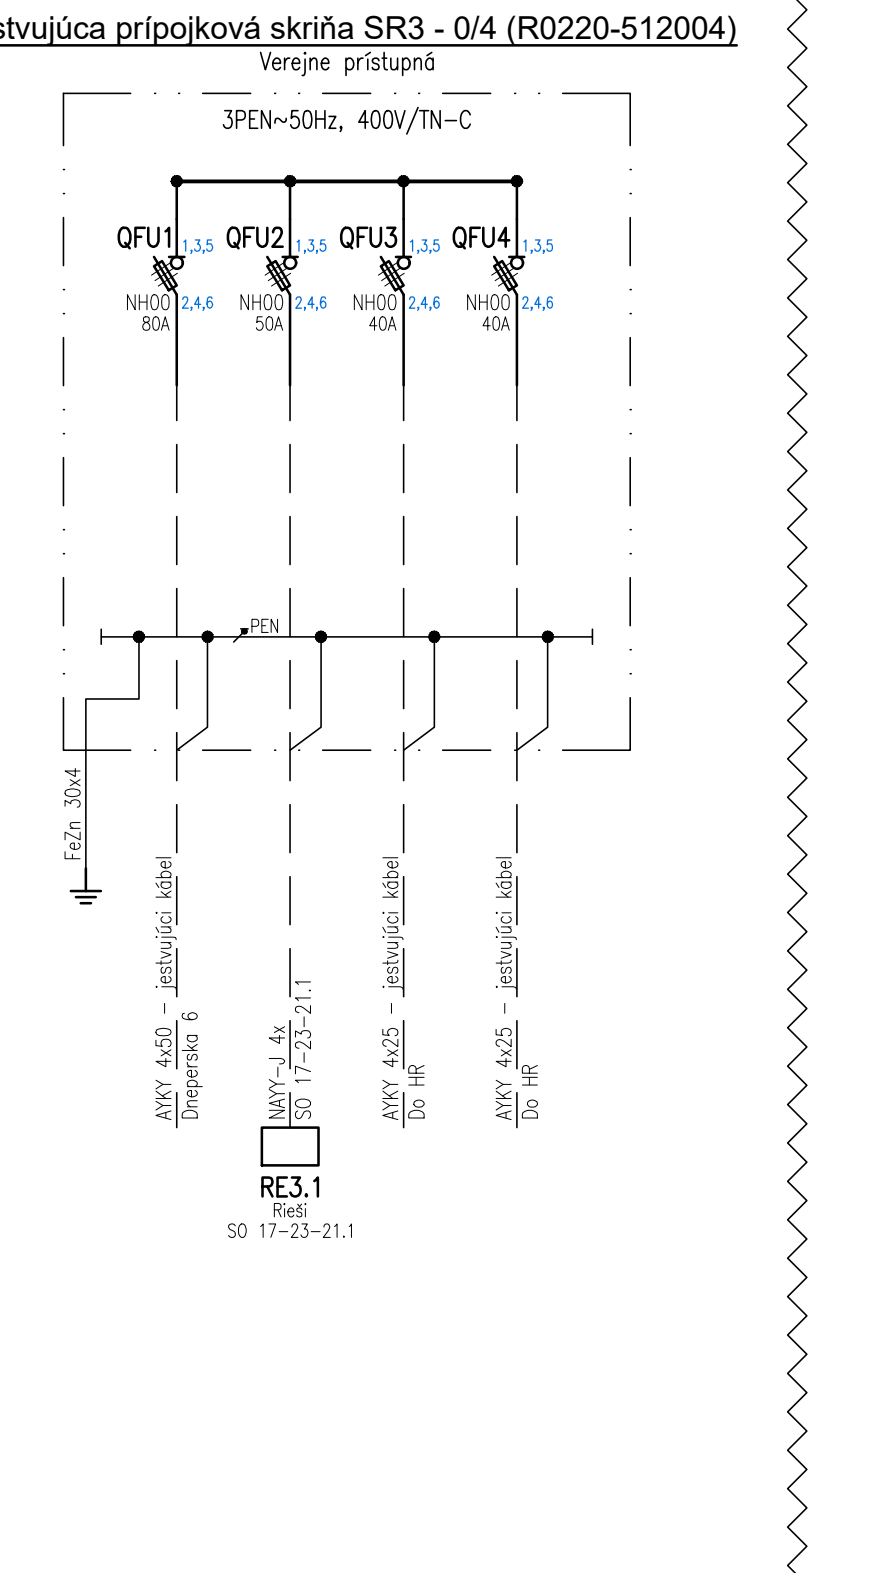 stvujúca prípojková skriňa SR3 - 0/4 (R0220-512004)
Verejne prístupná
3PEN~50Hz, 400V/TN-C
QFU1 1,3,5
NH00 2,4,6
80A
QFU2 1,3,5
NH00 2,4,6
50A
QFU3 1,3,5
NH00 2,4,6
40A
QFU4 1,3,5
NH00 2,4,6
40A
PEN
FeZn 30x4
AYKY 4x50 - jestvujúci kábel
Dneperska 6
NAYY-J 4x
SO 17-23-21.1
AYKY 4x25 - jestvujúci kábel
Do HR
AYKY 4x25 - jestvujúci kábel
Do HR
RE3.1
Rieši
SO 17-23-21.1